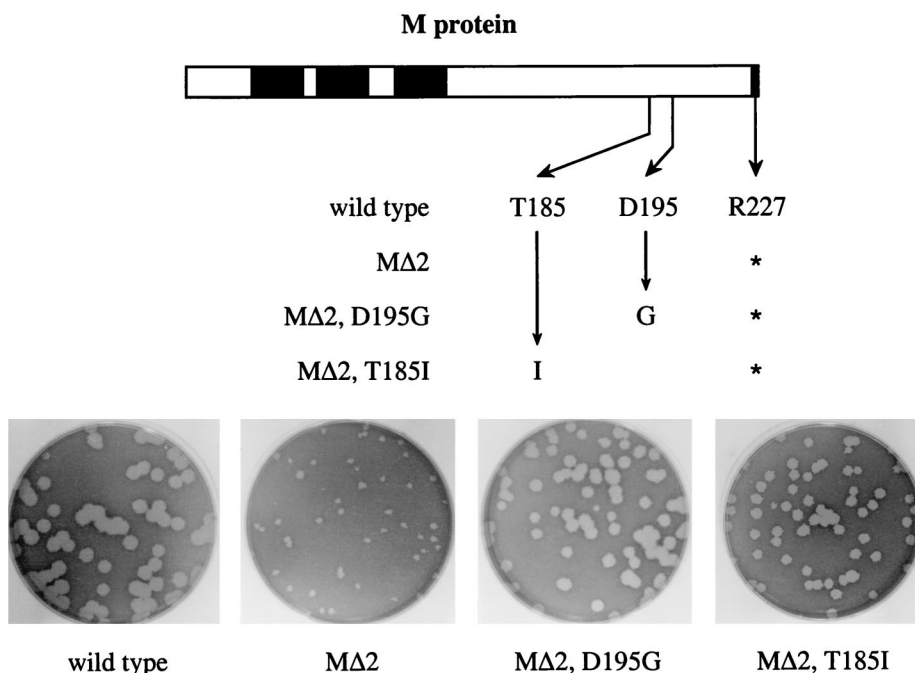 M protein
wild type T185 D195 R227
MΔ2 *
MΔ2, D195G G *
MΔ2, T185I I *
wild type MΔ2 MΔ2, D195G MΔ2, T185I